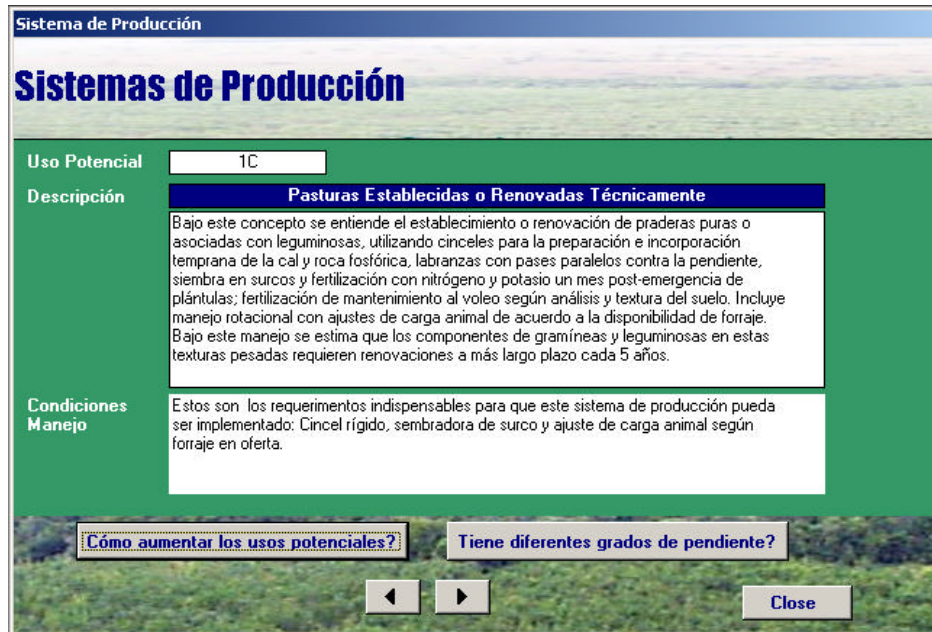 Sistema de Producción
Sistemas de Producción
Uso Potencial
1C
Descripción
Pasturas Establecidas o Renovadas Técnicamente
Bajo este concepto se entiende el establecimiento o renovación de praderas puras o
asociadas con leguminosas, utilizando cinceles para la preparación e incorporación
temprana de la cal y roca fosfórica, labranzas con pases paralelos contra la pendiente,
siembra en surcos y fertilización con nitrógeno y potasio un mes post-emergencia de
plántulas; fertilización de mantenimiento al voleo según análisis y textura del suelo. Incluye
manejo rotacional con ajustes de carga animal de acuerdo a la disponibilidad de forraje.
Bajo este manejo se estima que los componentes de gramíneas y leguminosas en estas
texturas pesadas requieren renovaciones a más largo plazo cada 5 años.
Condiciones
Manejo
Estos son los requerimentos indispensables para que este sistema de producción pueda
ser implementado: Cincel rígido, sembradora de surco y ajuste de carga animal según
forraje en oferta.
Cómo aumentar los usos potenciales?
Tiene diferentes grados de pendiente?
Close